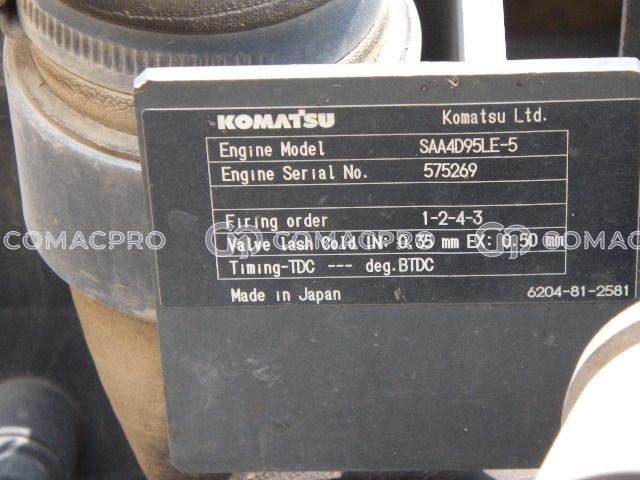 KOMATSU Komatsu Ltd.
Engine Model SAA4D95LE-5
Engine Serial No. 575269
Firing order 1-2-4-3
COMACPRO COMACPRO COMACPRO
Valve lash Cold IN: 0.35 mm EX: 0.50 mm
Timing-TDC --- deg.BTDC
Made in Japan 6204-81-2581